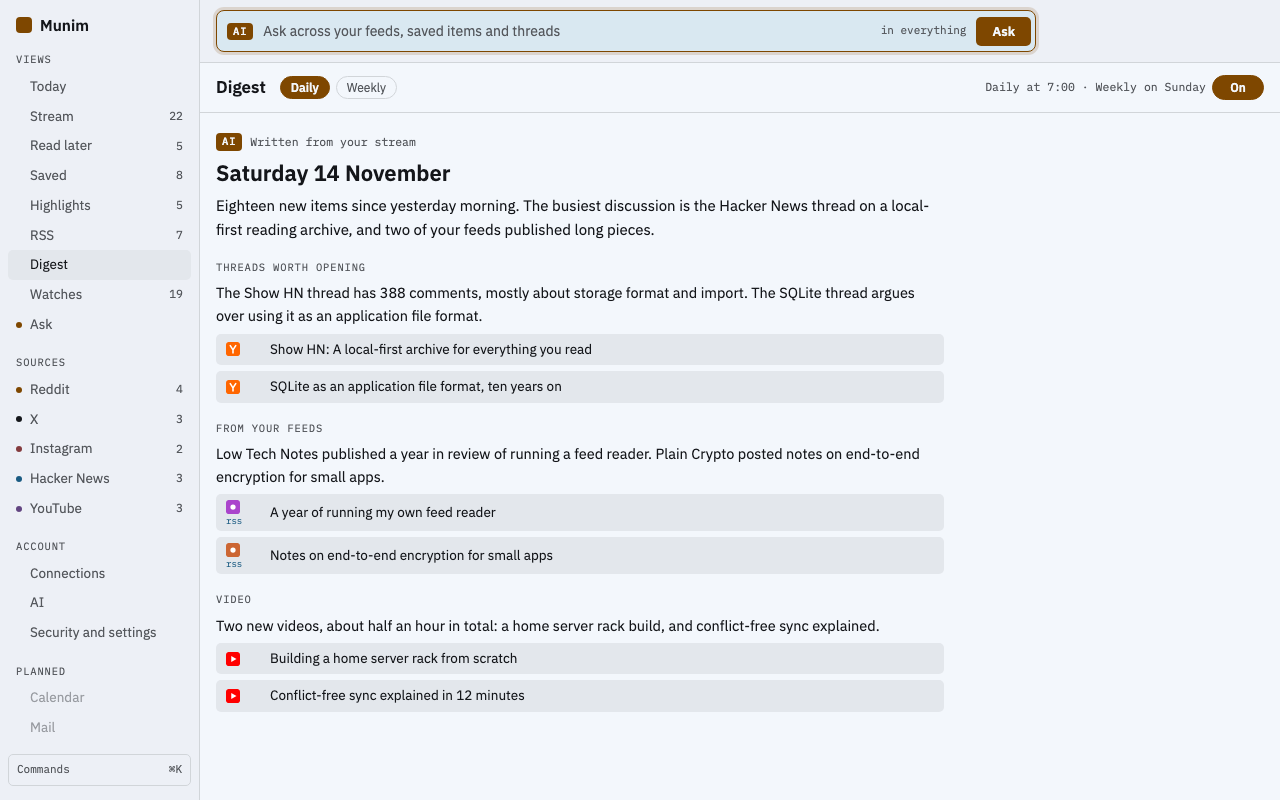 Munim
VIEWS
Today
Stream 22
Read later 5
Saved 8
Highlights 5
RSS 7
Digest
Watches 19
Ask
SOURCES
Reddit 4
X 3
Instagram 2
Hacker News 3
YouTube 3
ACCOUNT
Connections
AI
Security and settings
PLANNED
Calendar
Mail
Commands ⌘K
AI Ask across your feeds, saved items and threads in everything Ask
Digest Daily Weekly Daily at 7:00 · Weekly on Sunday On
AI Written from your stream
Saturday 14 November
Eighteen new items since yesterday morning. The busiest discussion is the Hacker News thread on a local-
first reading archive, and two of your feeds published long pieces.
THREADS WORTH OPENING
The Show HN thread has 388 comments, mostly about storage format and import. The SQLite thread argues
over using it as an application file format.
Y Show HN: A local-first archive for everything you read
Y SQLite as an application file format, ten years on
FROM YOUR FEEDS
Low Tech Notes published a year in review of running a feed reader. Plain Crypto posted notes on end-to-end
encryption for small apps.
rss A year of running my own feed reader
rss Notes on end-to-end encryption for small apps
VIDEO
Two new videos, about half an hour in total: a home server rack build, and conflict-free sync explained.
Building a home server rack from scratch
Conflict-free sync explained in 12 minutes